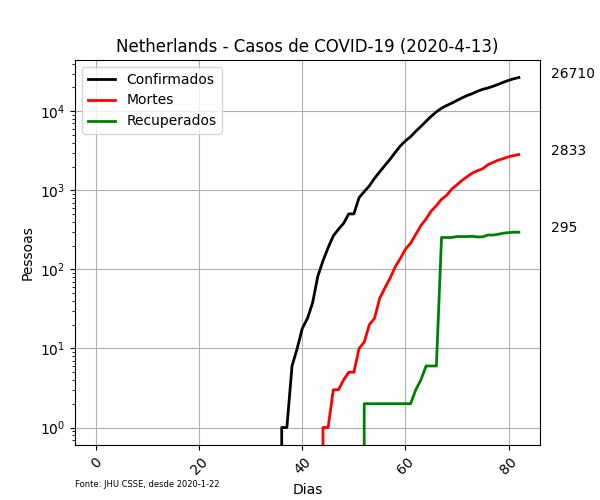 Netherlands - Casos de COVID-19 (2020-4-13)
Confirmados
Mortes
Recuperados
26710
2833
295
Pessoas
10⁴
10³
10²
10¹
10⁰
0
20
40
60
80
Dias
Fonte: JHU CSSE, desde 2020-1-22